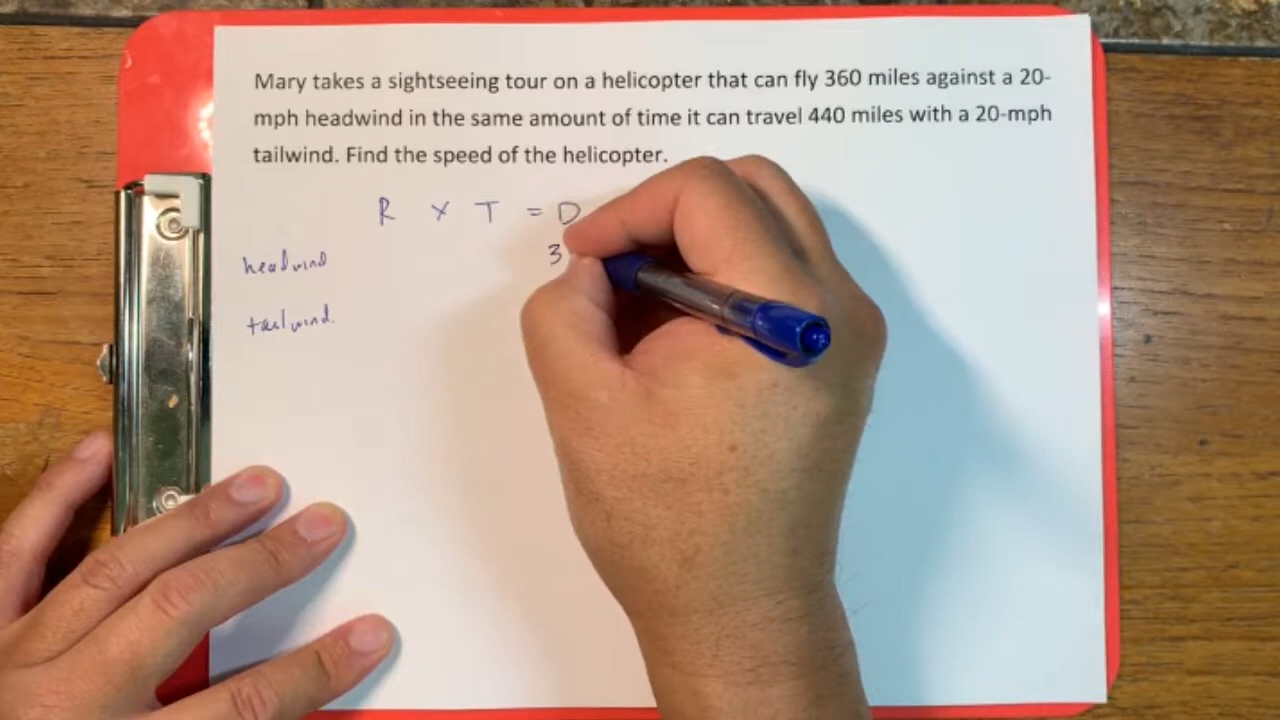 Mary takes a sightseeing tour on a helicopter that can fly 360 miles against a 20-
mph headwind in the same amount of time it can travel 440 miles with a 20-mph
tailwind. Find the speed of the helicopter.
R × T = D
headwind 3
tailwind.